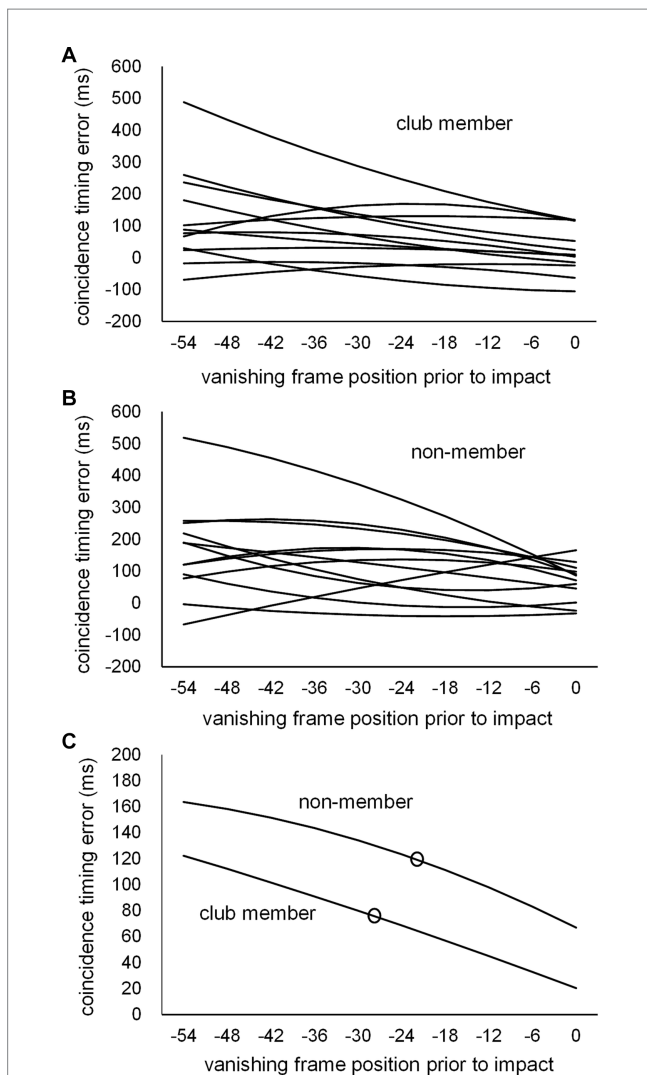 A
coincidence timing error (ms)
600
500
400
300
200
100
0
-100
-200
club member
-54 -48 -42 -36 -30 -24 -18 -12 -6 0
vanishing frame position prior to impact
B
coincidence timing error (ms)
600
500
400
300
200
100
0
-100
-200
non-member
-54 -48 -42 -36 -30 -24 -18 -12 -6 0
vanishing frame position prior to impact
C
coincidence timing error (ms)
200
180
160
140
120
100
80
60
40
20
0
non-member
club member
-54 -48 -42 -36 -30 -24 -18 -12 -6 0
vanishing frame position prior to impact